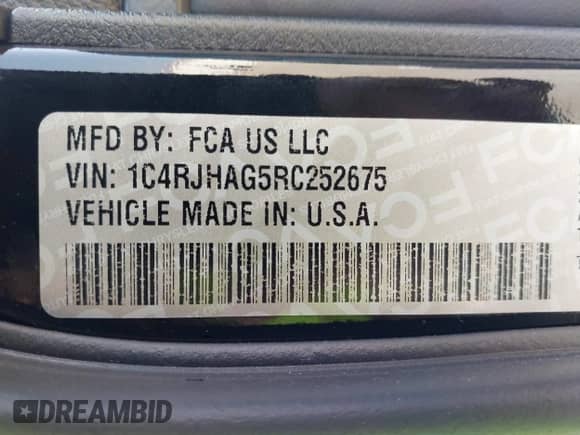 MFD BY: FCA US LLC
VIN: 1C4RJHAG5RC252675
VEHICLE MADE IN: U.S.A.
DREAMBID